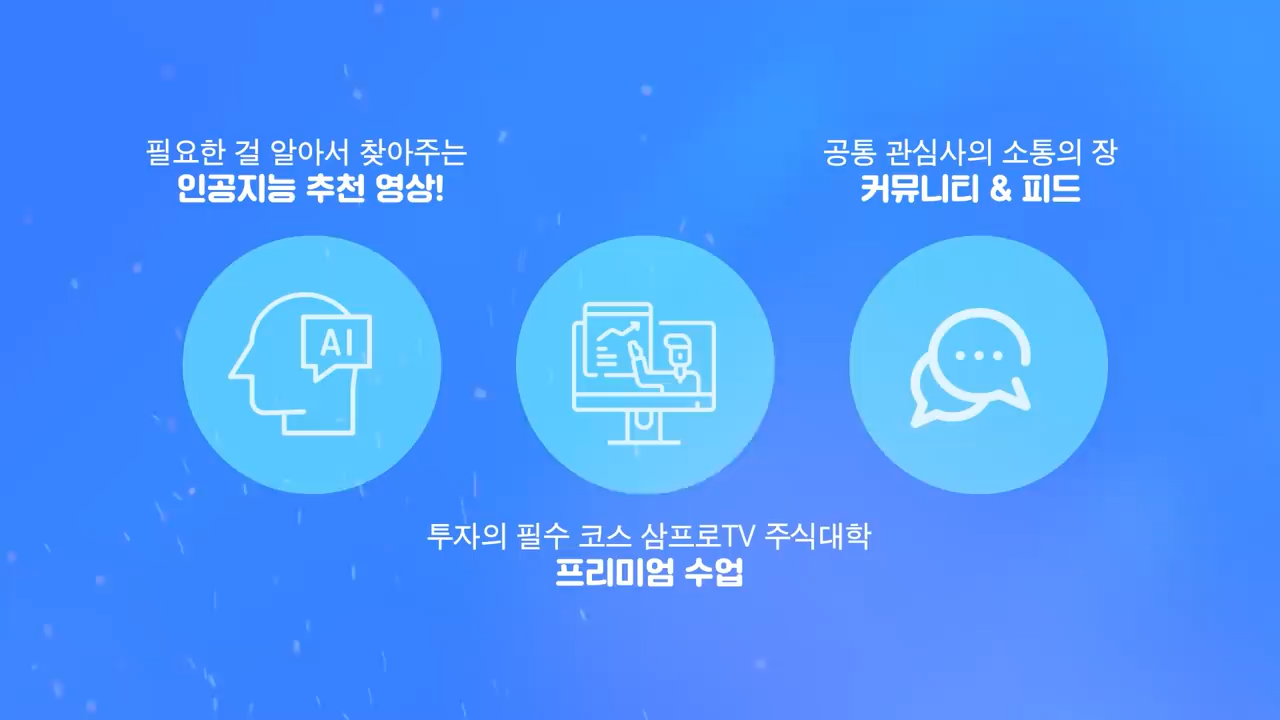 필요한 걸 알아서 찾아주는
인공지능 추천 영상!
공통 관심사의 소통의 장
커뮤니티 & 피드
AI
투자의 필수 코스 삼프로TV 주식대학
프리미엄 수업